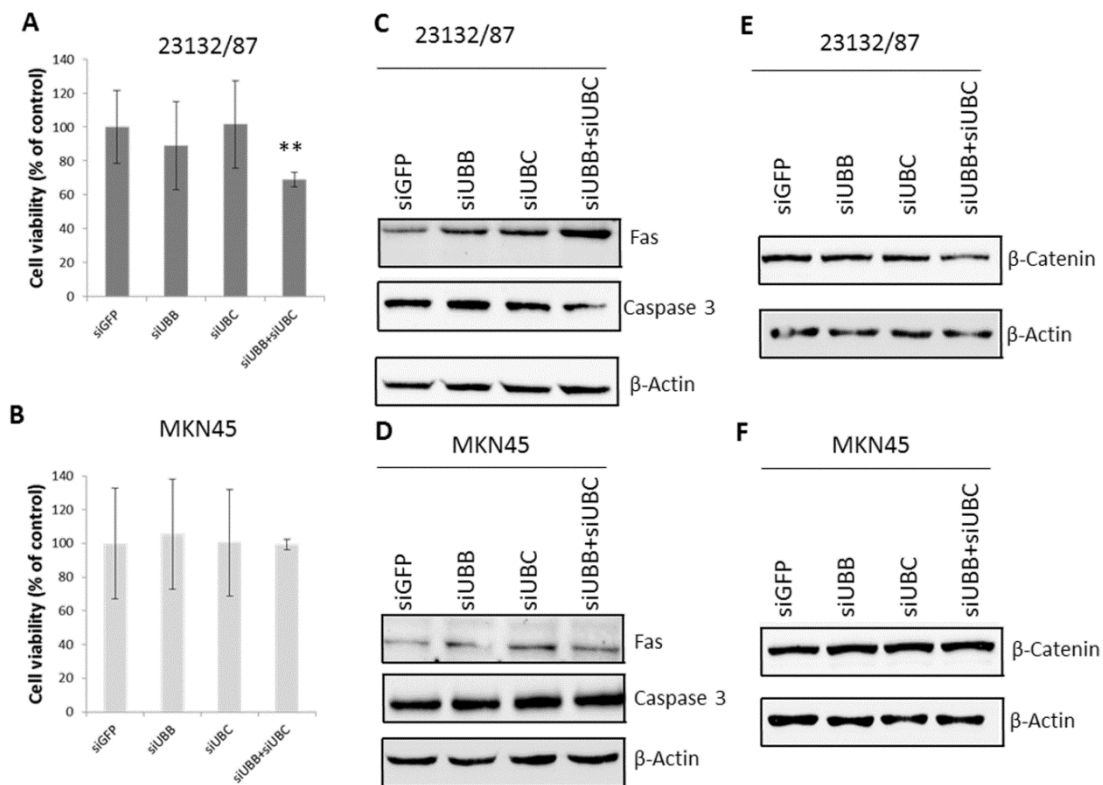 A
23132/87
Cell viability (% of control)
140
120
100
80
60
40
20
0
**
siGFP
siUBB
siUBC
siUBB+siUBC
B
MKN45
Cell viability (% of control)
140
120
100
80
60
40
20
0
siGFP
siUBB
siUBC
siUBB+siUBC
C
23132/87
siGFP
siUBB
siUBC
siUBB+siUBC
Fas
Caspase 3
β-Actin
D
MKN45
siGFP
siUBB
siUBC
siUBB+siUBC
Fas
Caspase 3
β-Actin
E
23132/87
siGFP
siUBB
siUBC
siUBB+siUBC
β-Catenin
β-Actin
F
MKN45
siGFP
siUBB
siUBC
siUBB+siUBC
β-Catenin
β-Actin